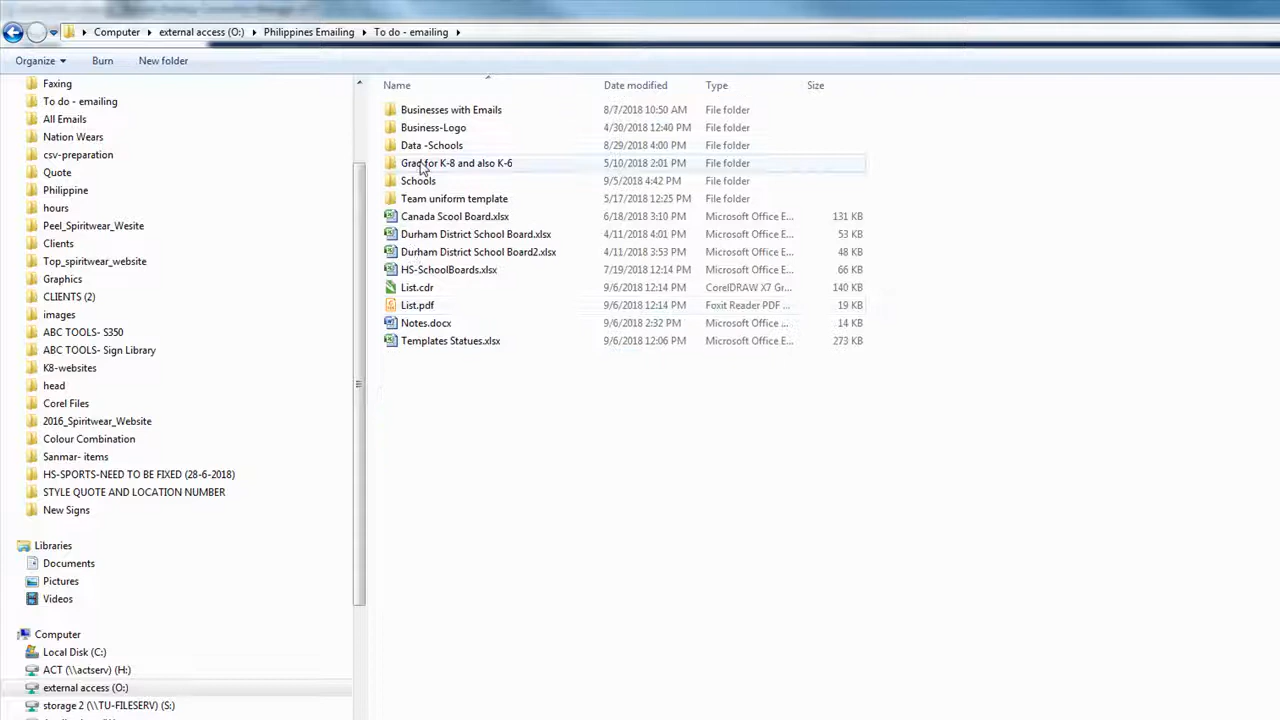 Computer external access (O:) Philippines Emailing To do - emailing
Organize Burn New folder
Name Date modified Type Size
Faxing
To do - emailing
All Emails
Nation Wears
csv-preparation
Quote
Philippine
hours
Peel_Spiritwear_Wesite
Clients
Top_spiritwear_website
Graphics
CLIENTS (2)
images
ABC TOOLS- S350
ABC TOOLS- Sign Library
K8-websites
head
Corel Files
2016_Spiritwear_Website
Colour Combination
Sanmar- items
HS-SPORTS-NEED TO BE FIXED (28-6-2018)
STYLE QUOTE AND LOCATION NUMBER
New Signs
Libraries
Documents
Pictures
Videos
Computer
Local Disk (C:)
ACT (\\actserv) (H:)
external access (O:)
storage 2 (\\TU-FILESERV) (S:)
Businesses with Emails 8/7/2018 10:50 AM File folder
Business-Logo 4/30/2018 12:40 PM File folder
Data -Schools 8/29/2018 4:00 PM File folder
Grad for K-8 and also K-6 5/10/2018 2:01 PM File folder
Schools 9/5/2018 4:42 PM File folder
Team uniform template 5/17/2018 12:25 PM File folder
Canada Scool Board.xlsx 6/18/2018 3:10 PM Microsoft Office E... 131 KB
Durham District School Board.xlsx 4/11/2018 4:01 PM Microsoft Office E... 53 KB
Durham District School Board2.xlsx 4/11/2018 3:53 PM Microsoft Office E... 48 KB
HS-SchoolBoards.xlsx 7/19/2018 12:14 PM Microsoft Office E... 66 KB
List.cdr 9/6/2018 12:14 PM CorelDRAW X7 Gr... 140 KB
List.pdf 9/6/2018 12:14 PM Foxit Reader PDF ... 19 KB
Notes.docx 9/6/2018 2:32 PM Microsoft Office ... 14 KB
Templates Statues.xlsx 9/6/2018 12:06 PM Microsoft Office E... 273 KB